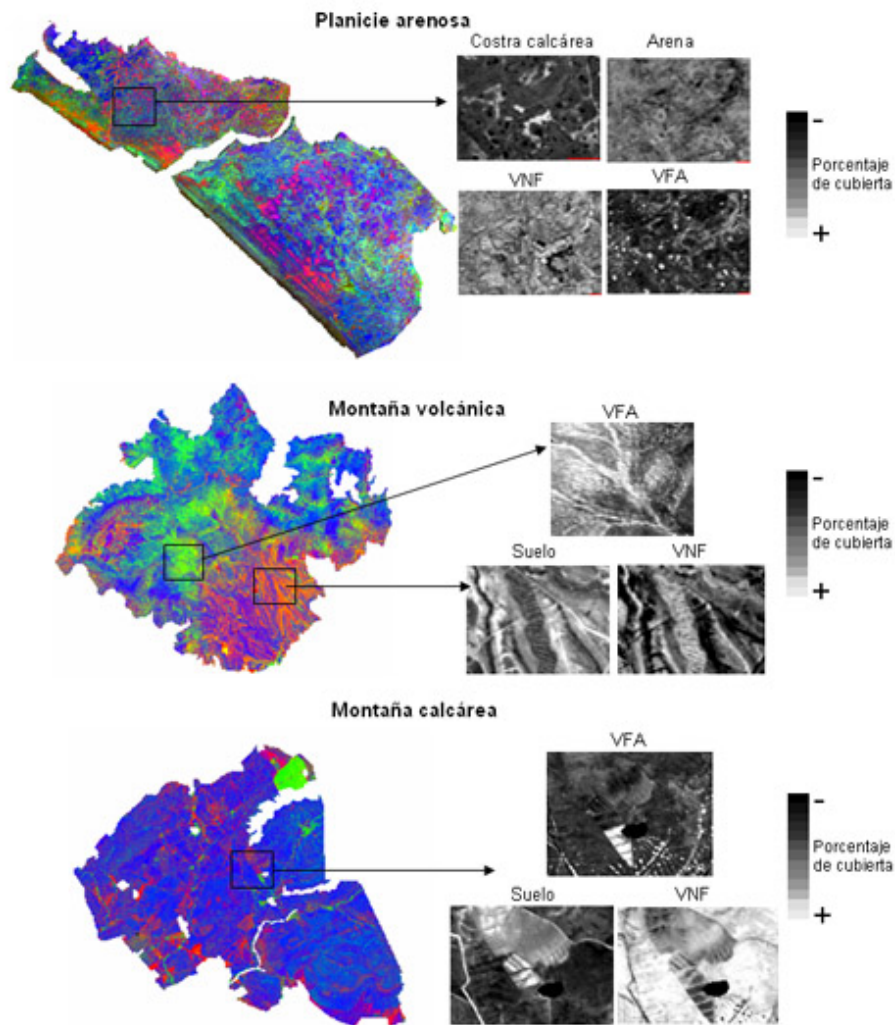 Planicie arenosa
Costra calcárea
Arena
VNF
VFA
-
Porcentaje
de cubierta
+
Montaña volcánica
VFA
Suelo
VNF
-
Porcentaje
de cubierta
+
Montaña calcárea
VFA
Suelo
VNF
-
Porcentaje
de cubierta
+